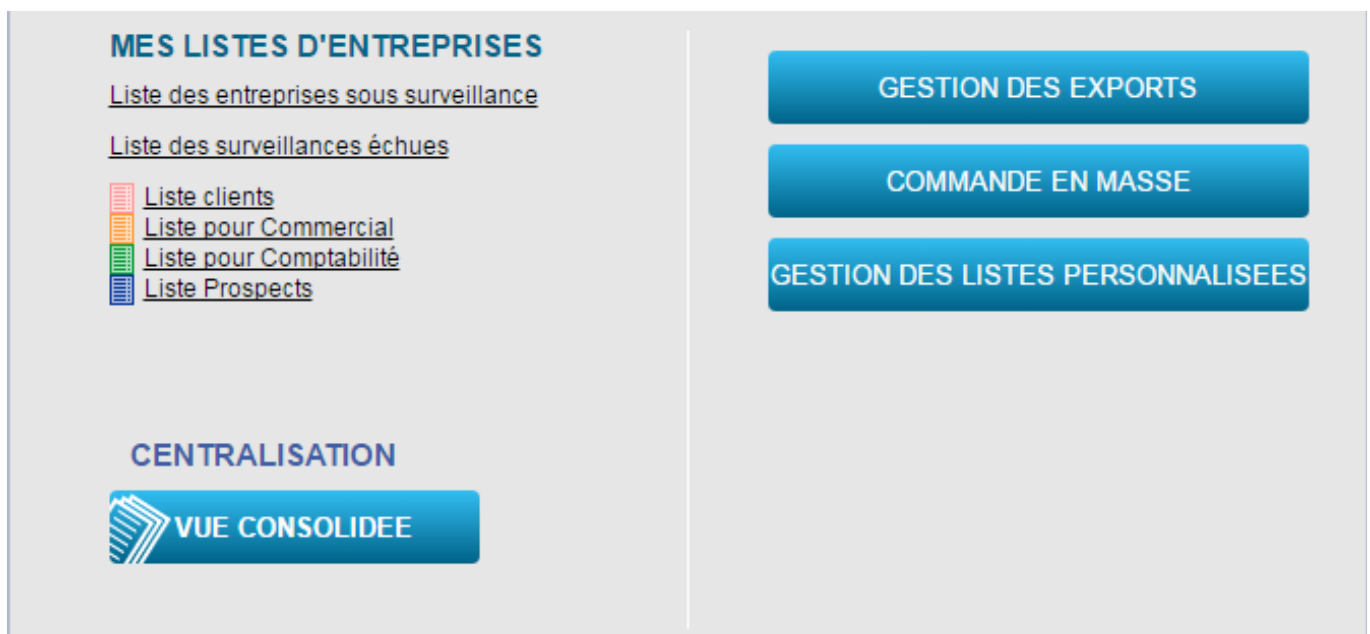 MES LISTES D'ENTREPRISES
Liste des entreprises sous surveillance
Liste des surveillances échues
Liste clients
Liste pour Commercial
Liste pour Comptabilité
Liste Prospects
CENTRALISATION
VUE CONSOLIDEE
GESTION DES EXPORTS
COMMANDE EN MASSE
GESTION DES LISTES PERSONNALISEES